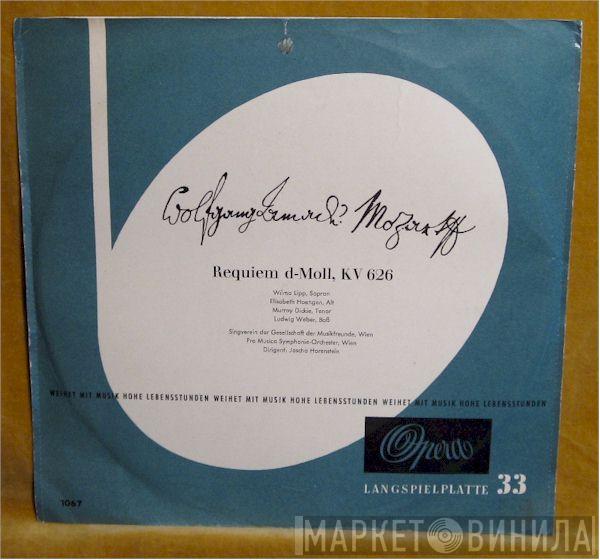 Wolfgang Amadé Mozart
Requiem d-Moll, KV 626
Wilma Lipp, Sopran
Elisabeth Hoengen, Alt
Murray Dickie, Tenor
Ludwig Weber, Baß
Singverein der Gesellschaft der Musikfreunde, Wien
Pro Musica Symphonie-Orchester, Wien
Dirigent: Jascha Horenstein
WEIHET MIT MUSIK HOHE LEBENSSTUNDEN WEIHET MIT MUSIK HOHE LEBENSSTUNDEN WEIHET MIT MUSIK HOHE LEBENSSTUNDEN
Opera
LANGSPIELPLATTE 33
1067
МАРКЕТ ВИНИЛА